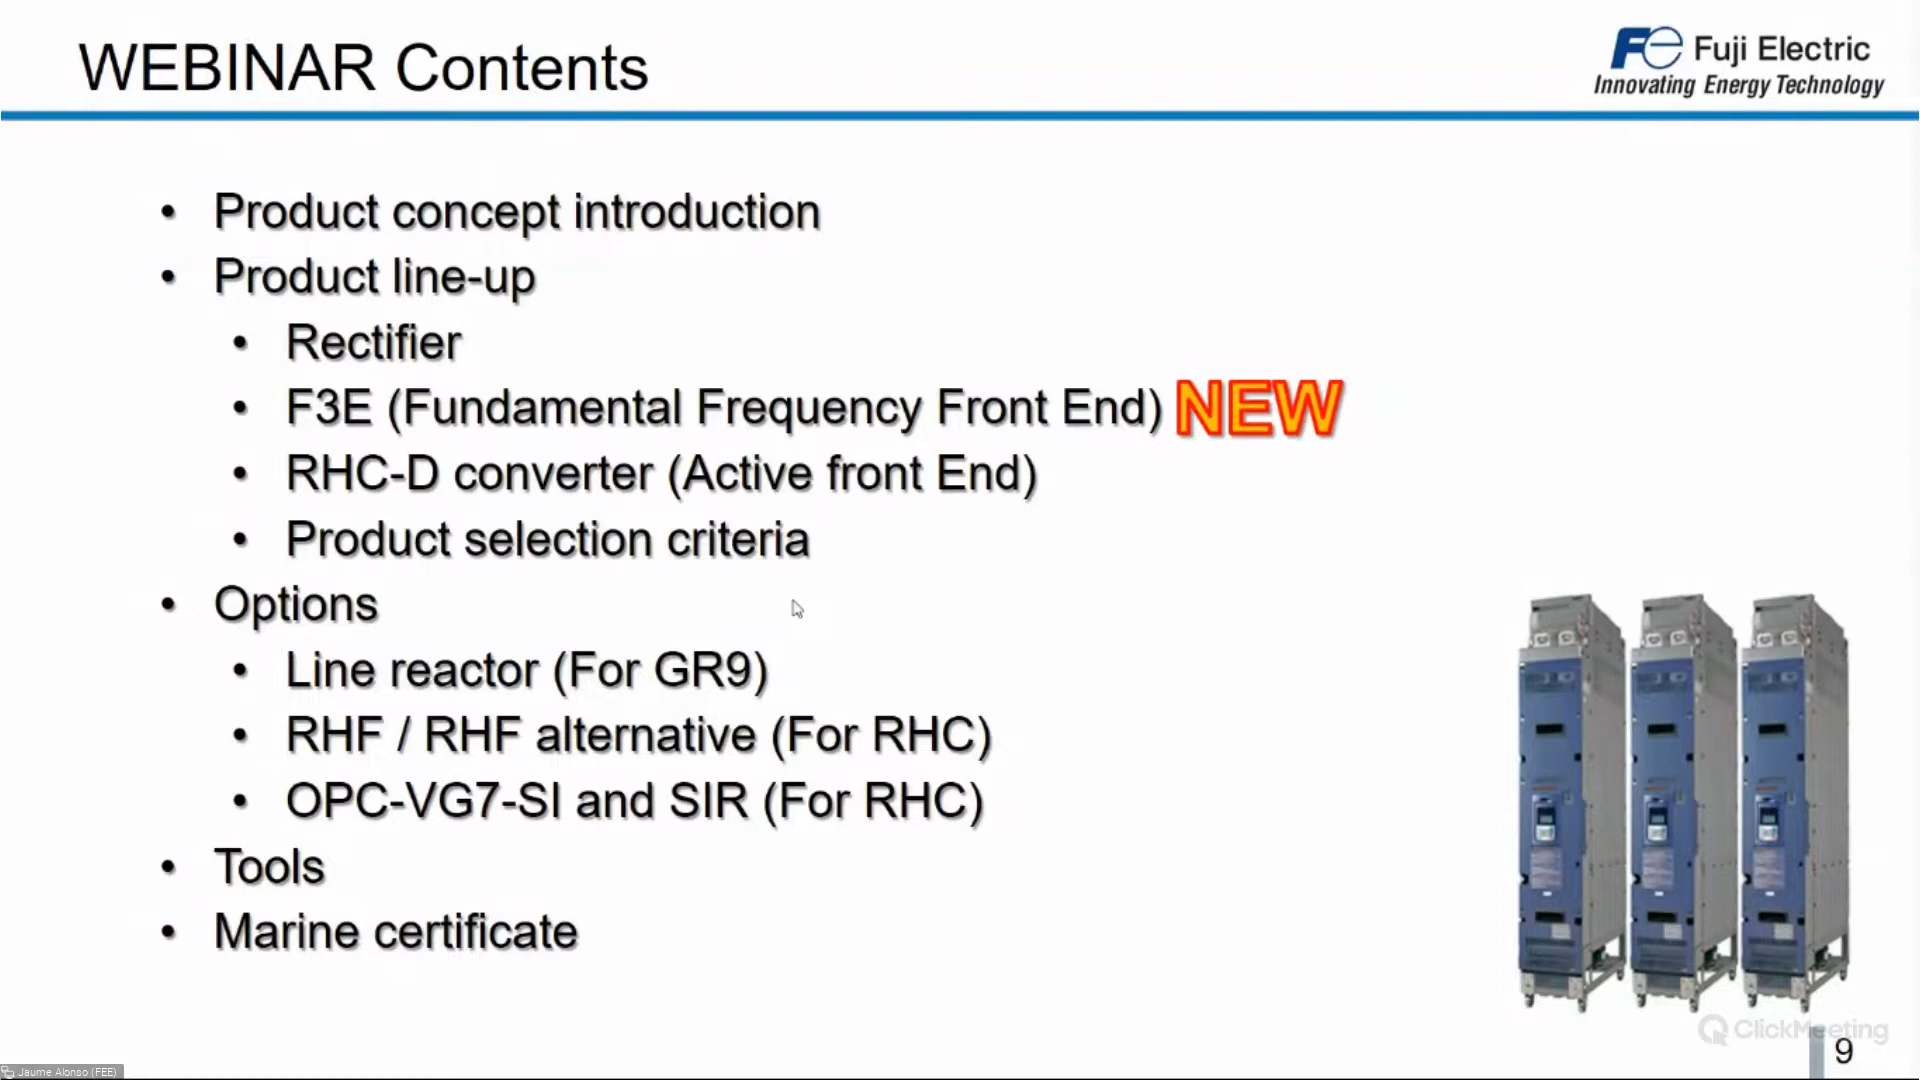 WEBINAR Contents
Fe Fuji Electric
Innovating Energy Technology
• Product concept introduction
• Product line-up
• Rectifier
• F3E (Fundamental Frequency Front End) NEW
• RHC-D converter (Active front End)
• Product selection criteria
• Options
• Line reactor (For GR9)
• RHF / RHF alternative (For RHC)
• OPC-VG7-SI and SIR (For RHC)
• Tools
• Marine certificate
ClickMeeting
9
Jaume Alonso (FEE)